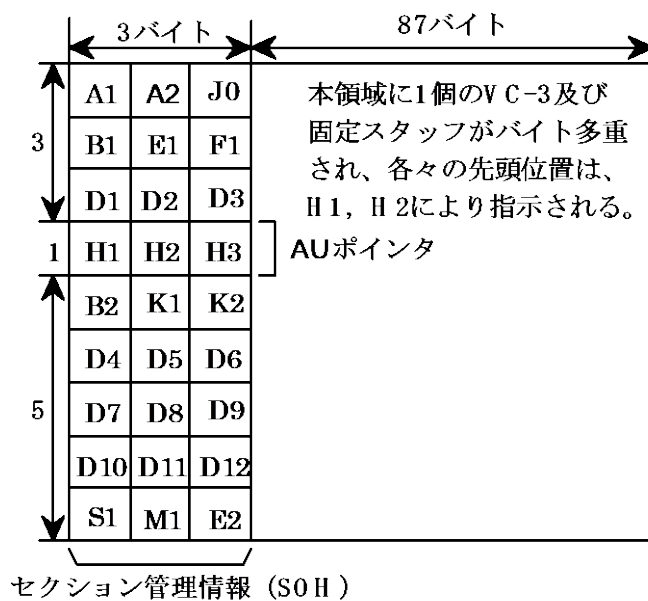 3バイト 87バイト
A1 A2 J0
B1 E1 F1
D1 D2 D3
3
本領域に1個のVC-3及び
固定スタッフがバイト多重
され、各々の先頭位置は、
H1, H2により指示される。
1 H1 H2 H3 AUポインタ
B2 K1 K2
D4 D5 D6
5 D7 D8 D9
D10 D11 D12
S1 M1 E2
セクション管理情報 (SOH)